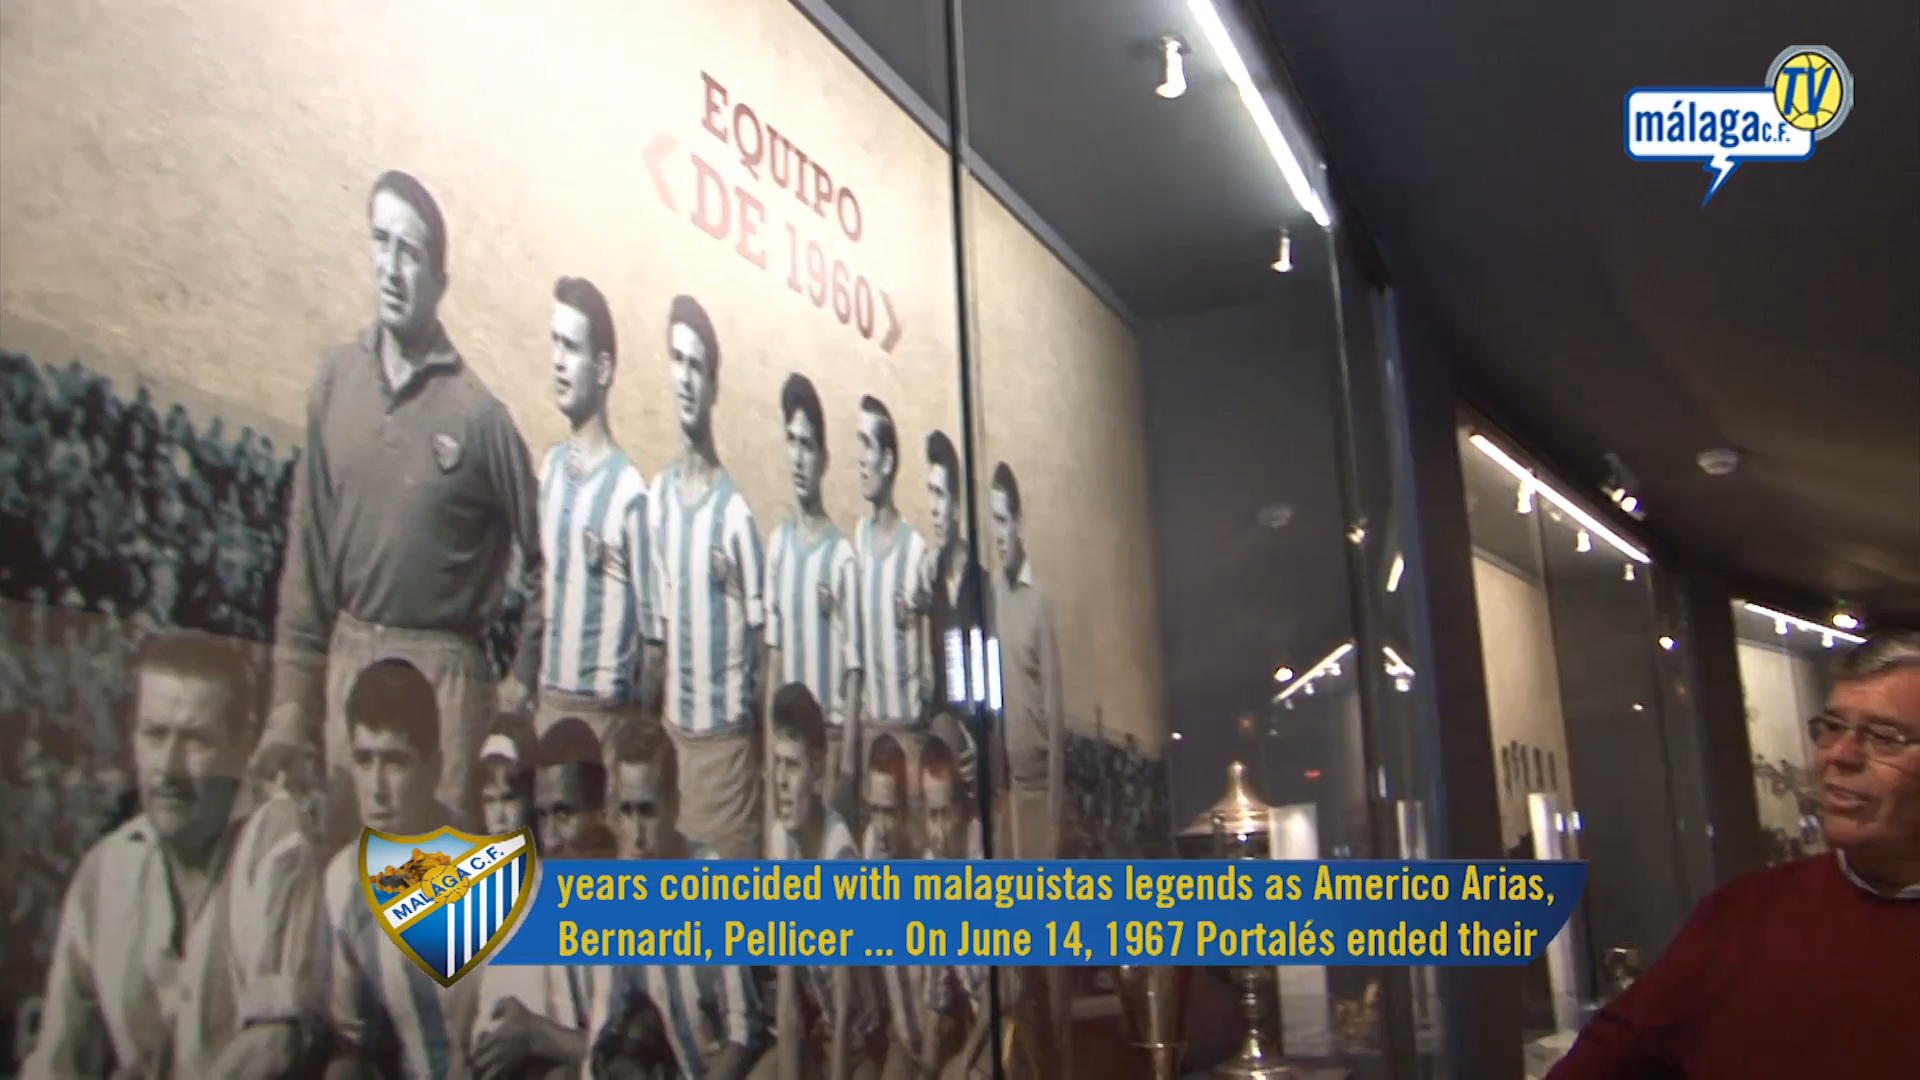 EQUIPO
<DE 1960>
málaga C.F.
TV
MALAGA C.F.
years coincided with malaguistas legends as Americo Arias,
Bernardi, Pellicer ... On June 14, 1967 Portalés ended their